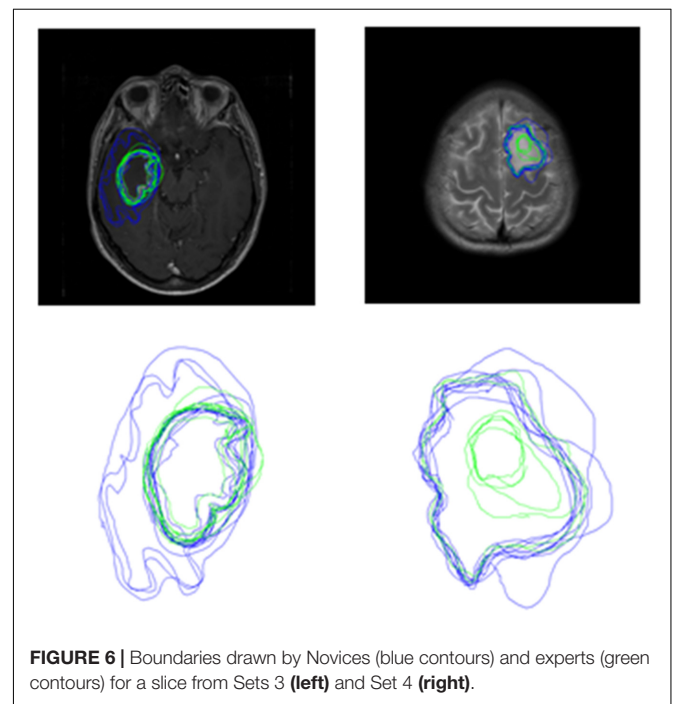 FIGURE 6 | Boundaries drawn by Novices (blue contours) and experts (green
contours) for a slice from Sets 3 (left) and Set 4 (right).